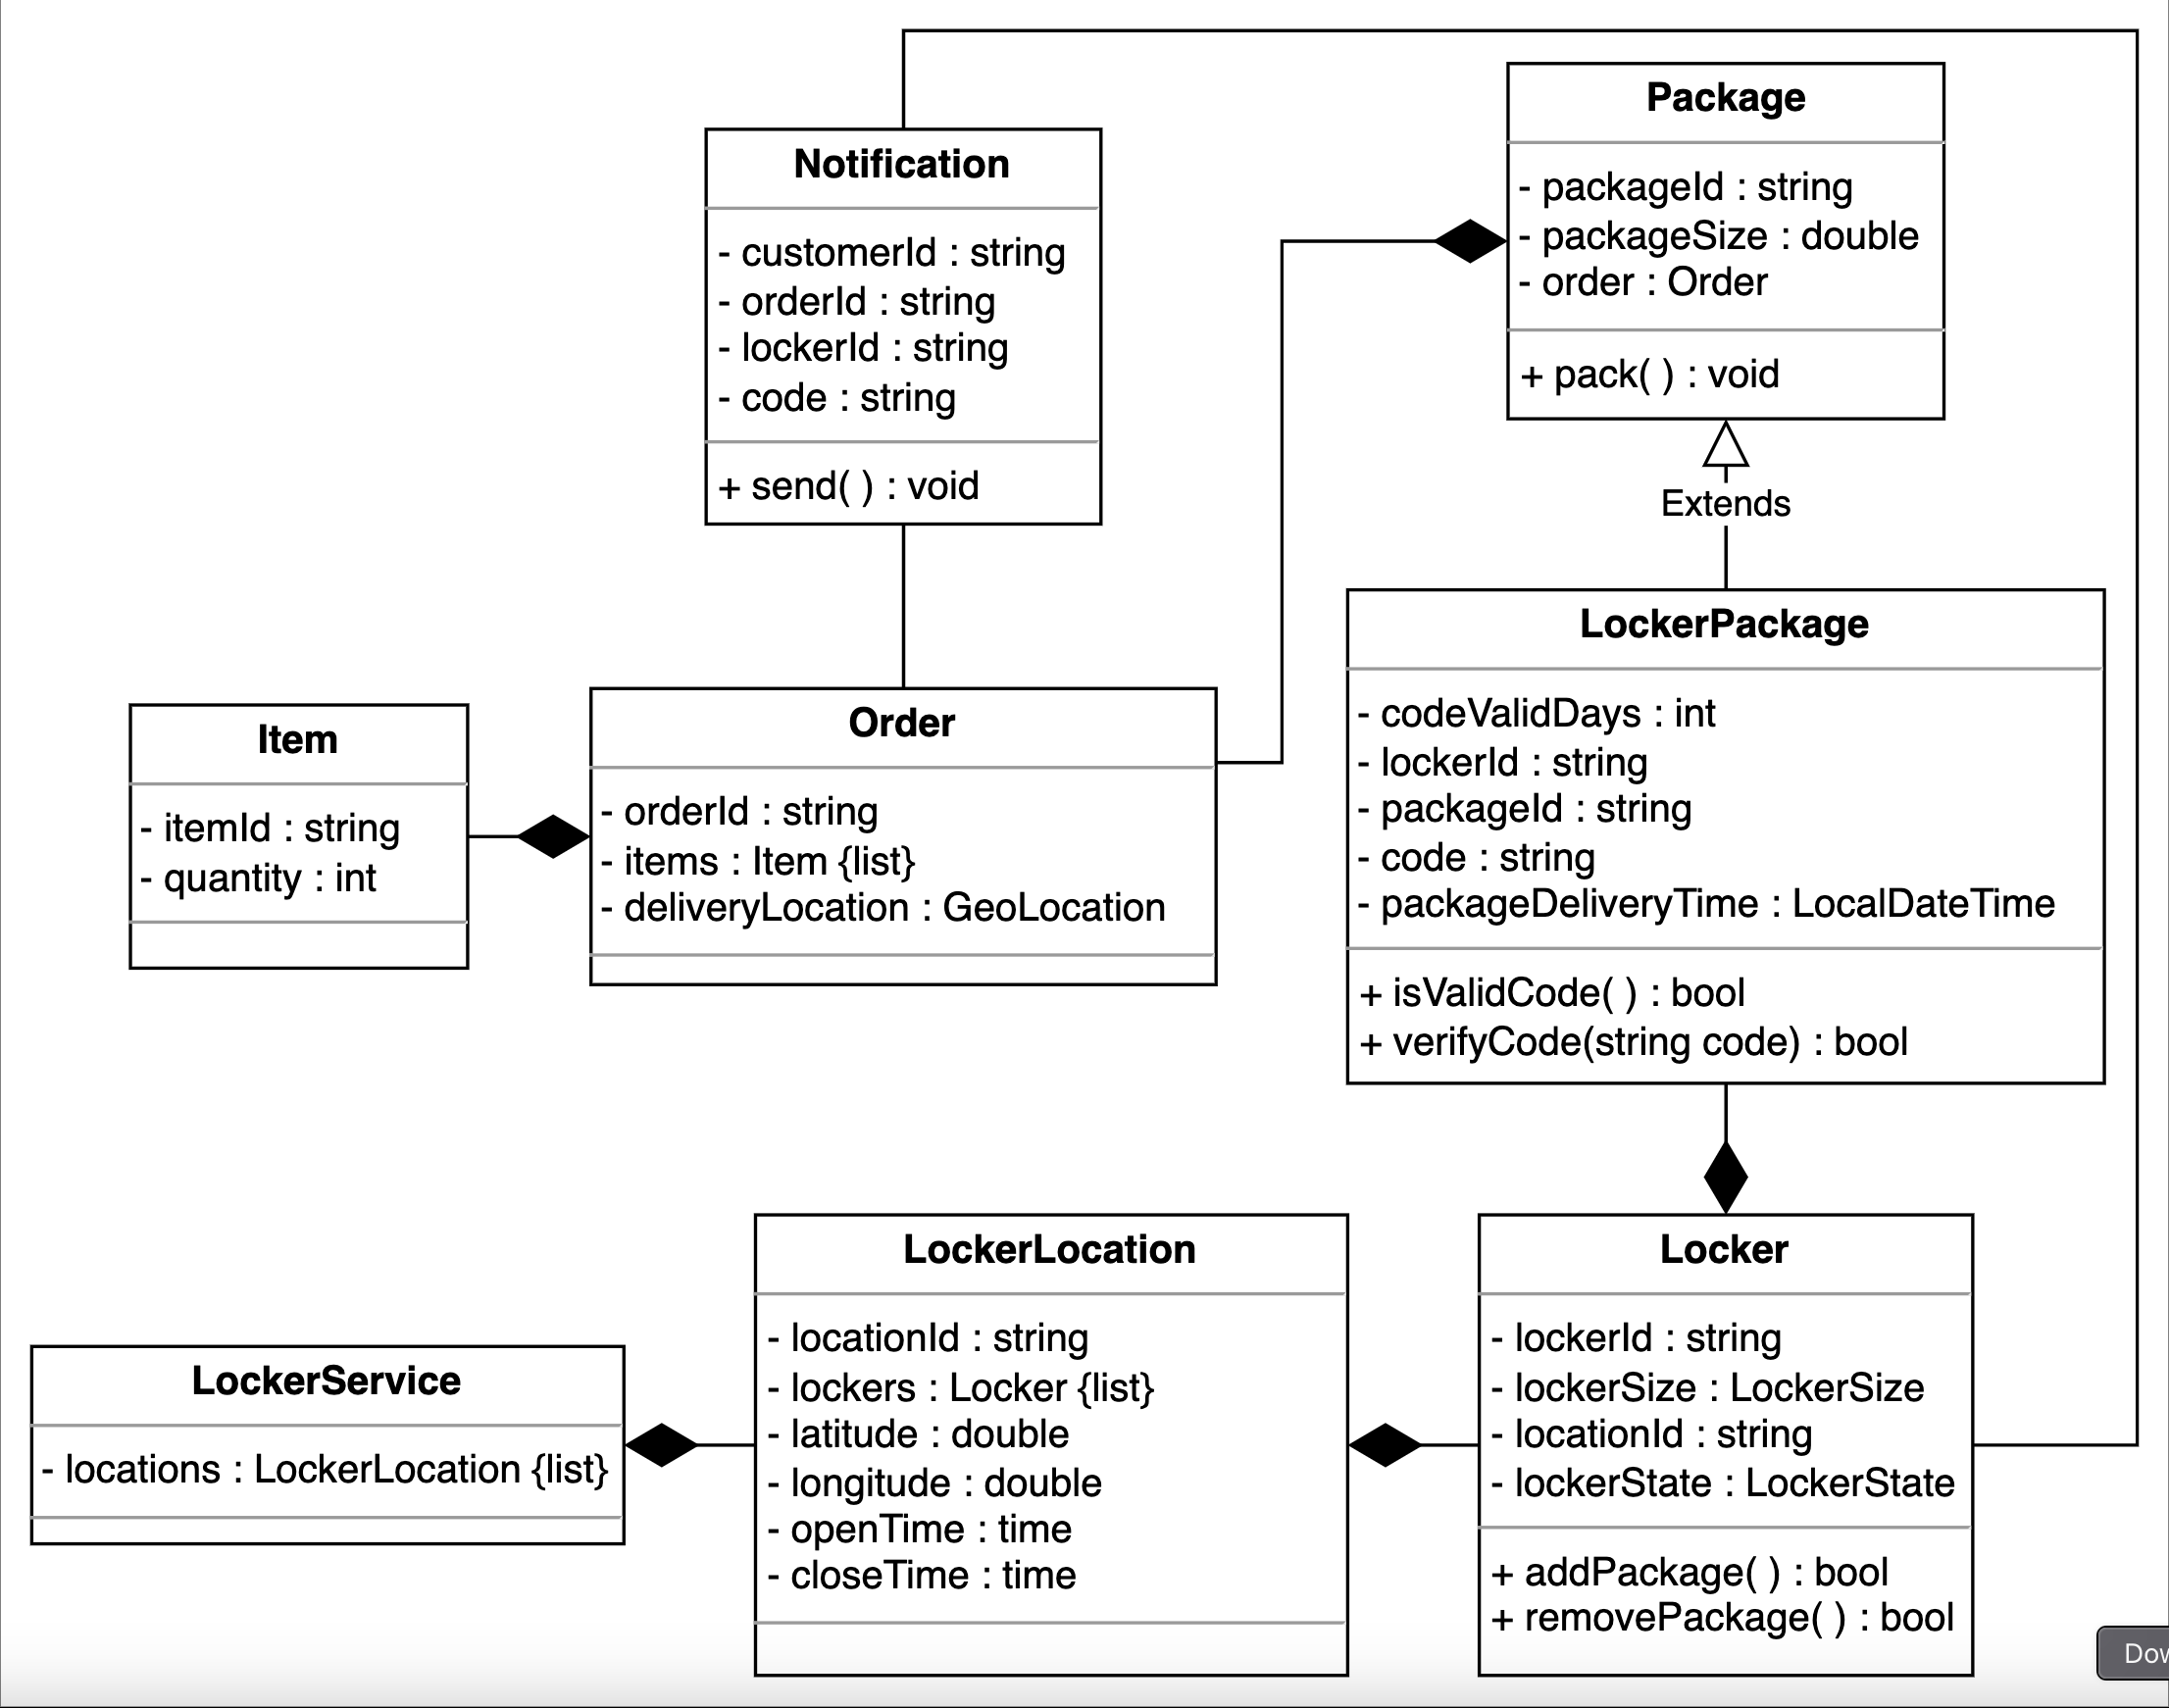 Notification
- customerId : string
- orderId : string
- lockerId : string
- code : string
+ send( ) : void
Package
- packageId : string
- packageSize : double
- order : Order
+ pack( ) : void
Extends
LockerPackage
- codeValidDays : int
- lockerId : string
- packageId : string
- code : string
- packageDeliveryTime : LocalDateTime
+ isValidCode( ) : bool
+ verifyCode(string code) : bool
Item
- itemId : string
- quantity : int
Order
- orderId : string
- items : Item {list}
- deliveryLocation : GeoLocation
LockerService
- locations : LockerLocation {list}
LockerLocation
- locationId : string
- lockers : Locker {list}
- latitude : double
- longitude : double
- openTime : time
- closeTime : time
Locker
- lockerId : string
- lockerSize : LockerSize
- locationId : string
- lockerState : LockerState
+ addPackage( ) : bool
+ removePackage( ) : bool